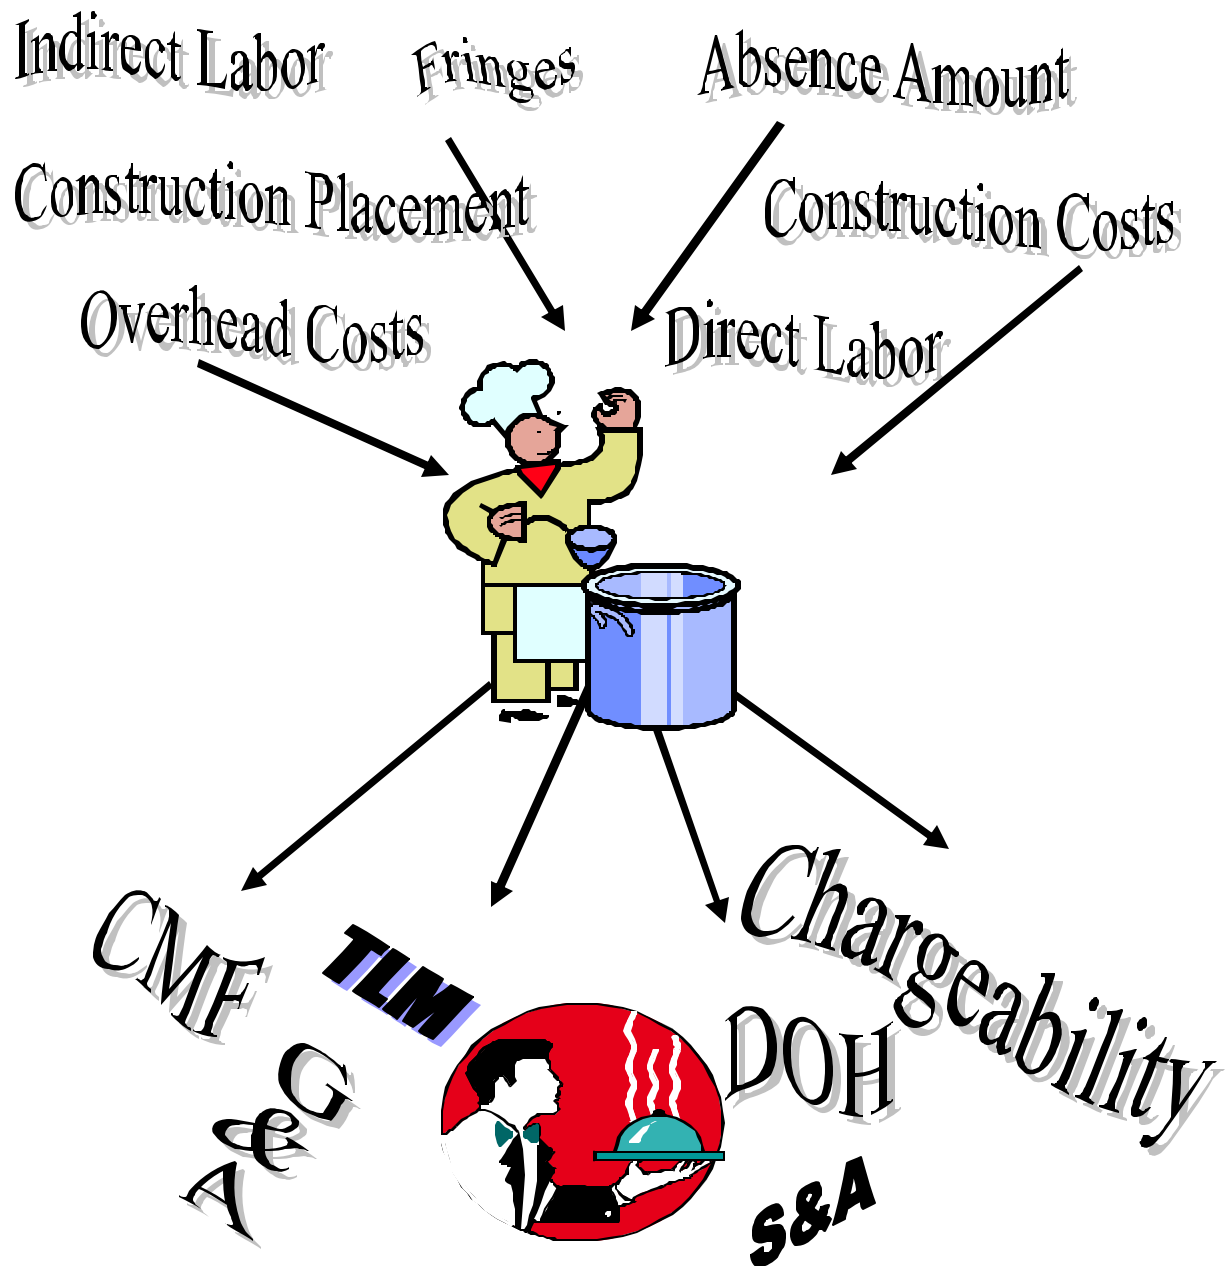 Indirect Labor
Fringes
Absence Amount
Construction Placement
Construction Costs
Overhead Costs
Direct Labor
Chargeability
CMF
TLM
DOH
G&A
S&A